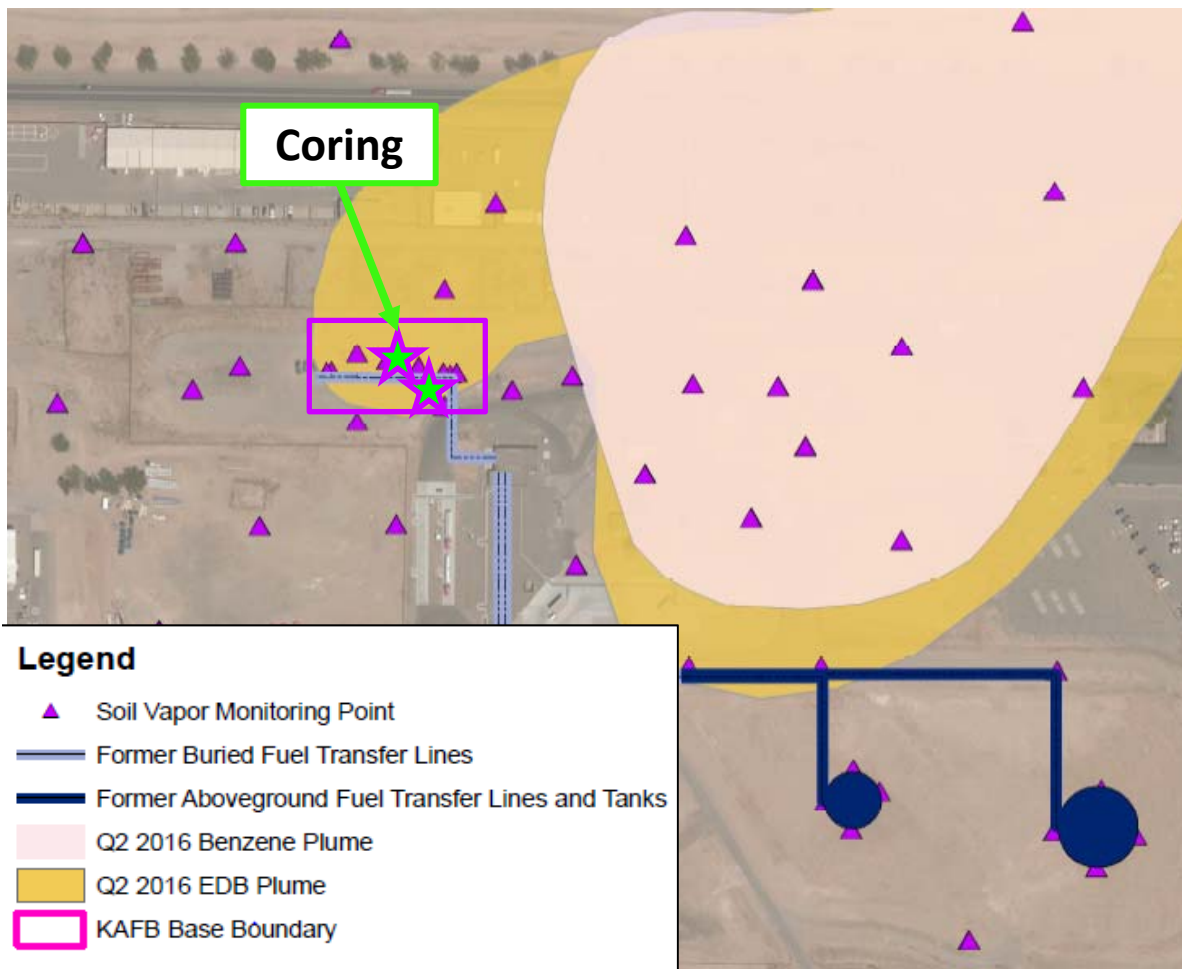 Coring
Legend
Soil Vapor Monitoring Point
Former Buried Fuel Transfer Lines
Former Aboveground Fuel Transfer Lines and Tanks
Q2 2016 Benzene Plume
Q2 2016 EDB Plume
KAFB Base Boundary